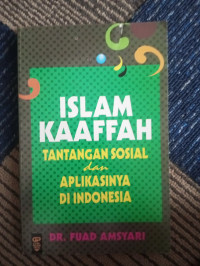 ISLAM
KAAFFAH
TANTANGAN SOSIAL
dan
APLIKASINYA
DI INDONESIA
DR. FUAD AMSYARI